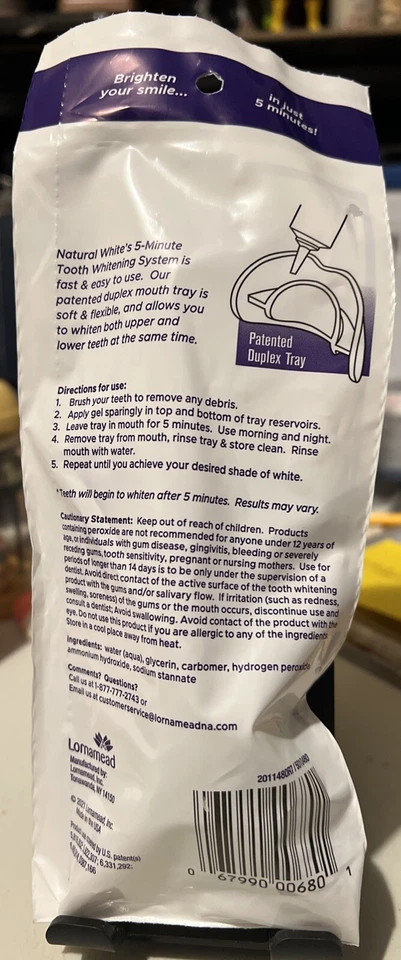 Brighten
your smile...
in just
5 minutes!
Natural White's 5-Minute
Tooth Whitening System is
fast & easy to use. Our
patented duplex mouth tray is
soft & flexible, and allows you
to whiten both upper and
lower teeth at the same time.
Patented
Duplex Tray
Directions for use:
1. Brush your teeth to remove any debris.
2. Apply gel sparingly in top and bottom of tray reservoirs.
3. Leave tray in mouth for 5 minutes. Use morning and night.
4. Remove tray from mouth, rinse tray & store clean. Rinse
mouth with water.
5. Repeat until you achieve your desired shade of white.
*Teeth will begin to whiten after 5 minutes. Results may vary.
Cautionary Statement: Keep out of reach of children. Products
containing peroxide are not recommended for anyone under 12 years of
age, or individuals with gum disease, gingivitis, bleeding or severely
receding gums, tooth sensitivity, pregnant or nursing mothers. Use for
periods of longer than 14 days is to be only under the supervision of a
dentist. Avoid direct contact of the active surface of the tooth whitening
product with the gums and/or salivary flow. If irritation (such as redness,
swelling, soreness) of the gums or the mouth occurs, discontinue use and
consult a dentist. Avoid swallowing. Avoid contact of the product with the
eye. Do not use this product if you are allergic to any of the ingredients.
Store in a cool place away from heat.
Ingredients: water (aqua), glycerin, carbomer, hydrogen peroxide,
ammonium hydroxide, sodium stannate
Comments? Questions?
Call us at 1-877-777-2743 or
Email us at customerservice@lornameadna.com
Lornamead
Manufactured by:
Lornamead, Inc.
Tonawanda, NY 14150
Lornamead, Inc
Made in the USA
Product covered by U.S. patent(s)
6,331,292;
0 67990 00680 1